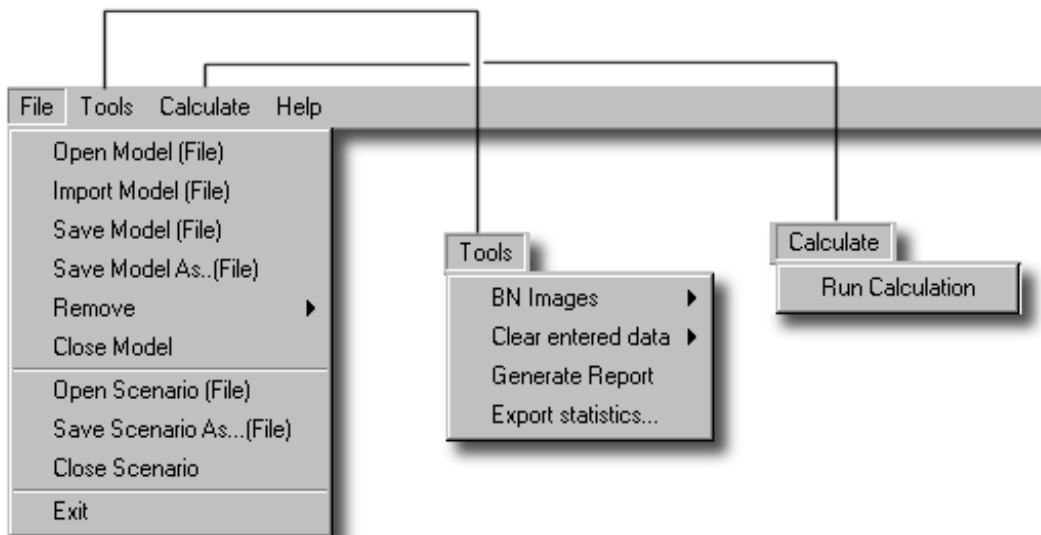 File Tools Calculate Help
Open Model (File)
Import Model (File)
Save Model (File)
Save Model As..(File)
Remove
Close Model
Open Scenario (File)
Save Scenario As...(File)
Close Scenario
Exit
Tools
BN Images
Clear entered data
Generate Report
Export statistics...
Calculate
Run Calculation